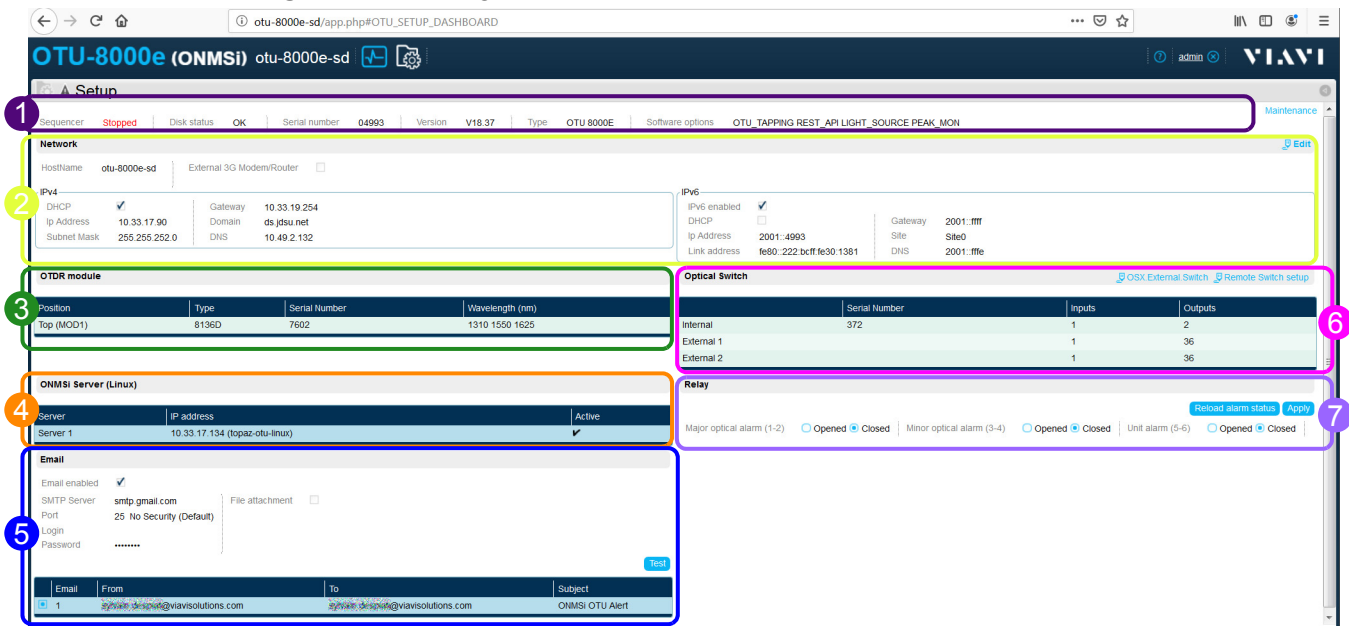 otu-8000e-sd/app.php#OTU_SETUP_DASHBOARD
OTU-8000e (ONMSi) otu-8000e-sd admin VIAVI
Setup
Maintenance
1
Sequencer Stopped Disk status OK Serial number 04993 Version V18.37 Type OTU 8000E Software options OTU_TAPPING REST_API LIGHT_SOURCE PEAK_MON
Network Edit
HostName otu-8000e-sd External 3G Modem/Router
2
IPv4
DHCP Gateway 10.33.19.254
Ip Address 10.33.17.90 Domain ds.jdsu.net
Subnet Mask 255.255.252.0 DNS 10.49.2.132
IPv6
IPv6 enabled
DHCP Gateway 2001::ffff
Ip Address 2001::4993 Site Site0
Link address fe80::222:bcff:fe30:1381 DNS 2001::fffe
3
OTDR module
Position Type Serial Number Wavelength (nm)
Top (MOD1) 8136D 7602 1310 1550 1625
Optical Switch OSX External Switch Remote Switch setup
6
Serial Number Inputs Outputs
Internal 372 1 2
External 1 1 36
External 2 1 36
4
ONMSi Server (Linux)
Server IP address Active
Server 1 10.33.17.134 (topaz-otu-linux)
Relay
7
Reload alarm status Apply
Major optical alarm (1-2) Opened Closed Minor optical alarm (3-4) Opened Closed Unit alarm (5-6) Opened Closed
5
Email
Email enabled
SMTP Server smtp.gmail.com File attachment
Port 25 No Security (Default)
Login
Password ••••••••
Test
Email From To Subject
1 @viavisolutions.com @viavisolutions.com ONMSi OTU Alert